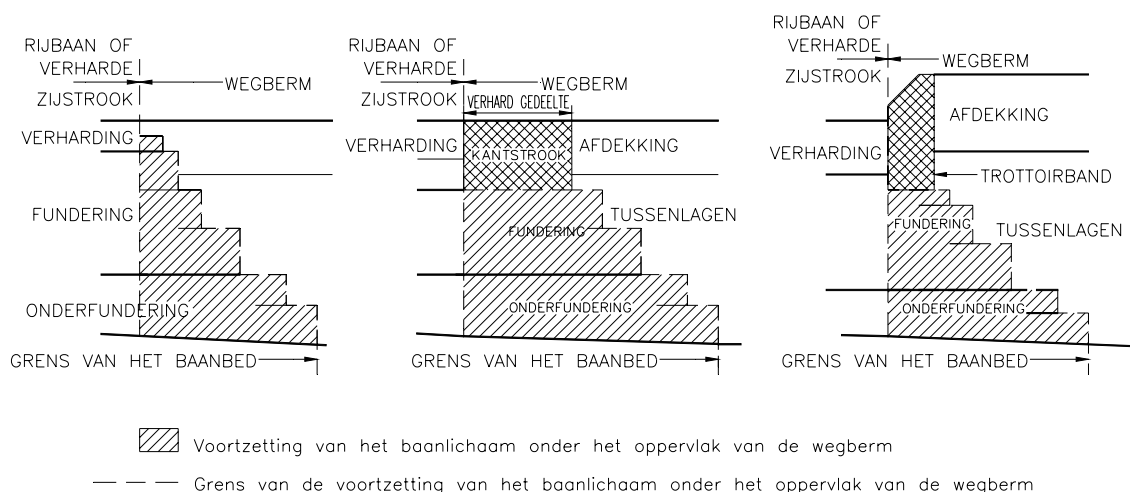 RIJBAAN OF
VERHARDE
WEGBERM
ZIJSTROOK
VERHARDING
FUNDERING
ONDERFUNDERING
GRENS VAN HET BAANBED
RIJBAAN OF
VERHARDE
WEGBERM
ZIJSTROOK
VERHARD GEDEELTE
VERHARDING
KANTSTROOK
AFDEKKING
TUSSENLAGEN
FUNDERING
ONDERFUNDERING
GRENS VAN HET BAANBED
RIJBAAN OF
VERHARDE
WEGBERM
ZIJSTROOK
AFDEKKING
VERHARDING
TROTTOIRBAND
FUNDERING
TUSSENLAGEN
ONDERFUNDERING
GRENS VAN HET BAANBED
Voortzetting van het baanlichaam onder het oppervlak van de wegberm
Grens van de voortzetting van het baanlichaam onder het oppervlak van de wegberm